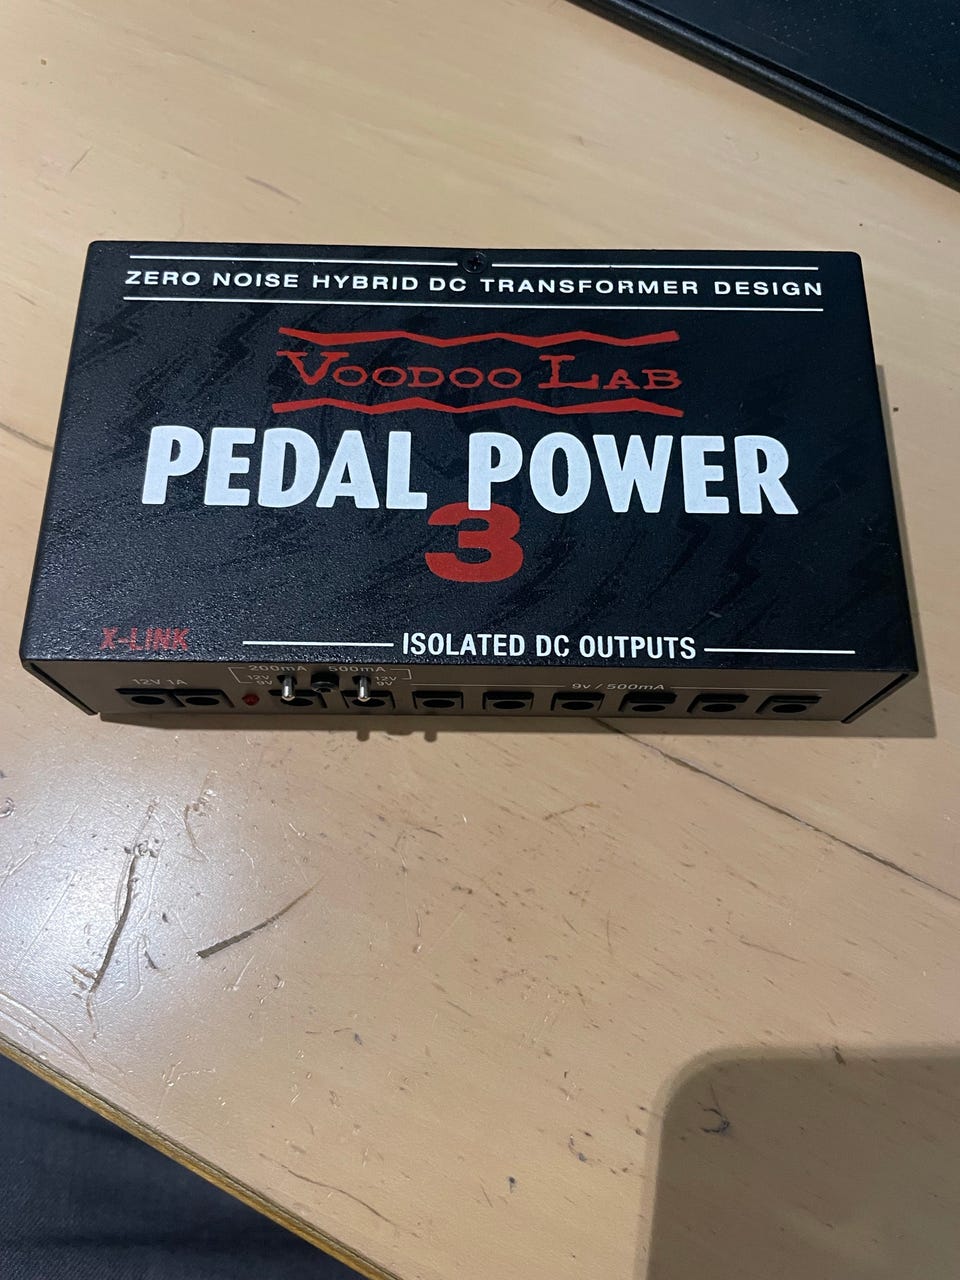 ZERO NOISE HYBRID DC TRANSFORMER DESIGN
VOODOO LAB
PEDAL POWER
3
X-LINK
ISOLATED DC OUTPUTS
12V 1A
200mA 500mA
12V 12V
9V 9V
9v / 500mA